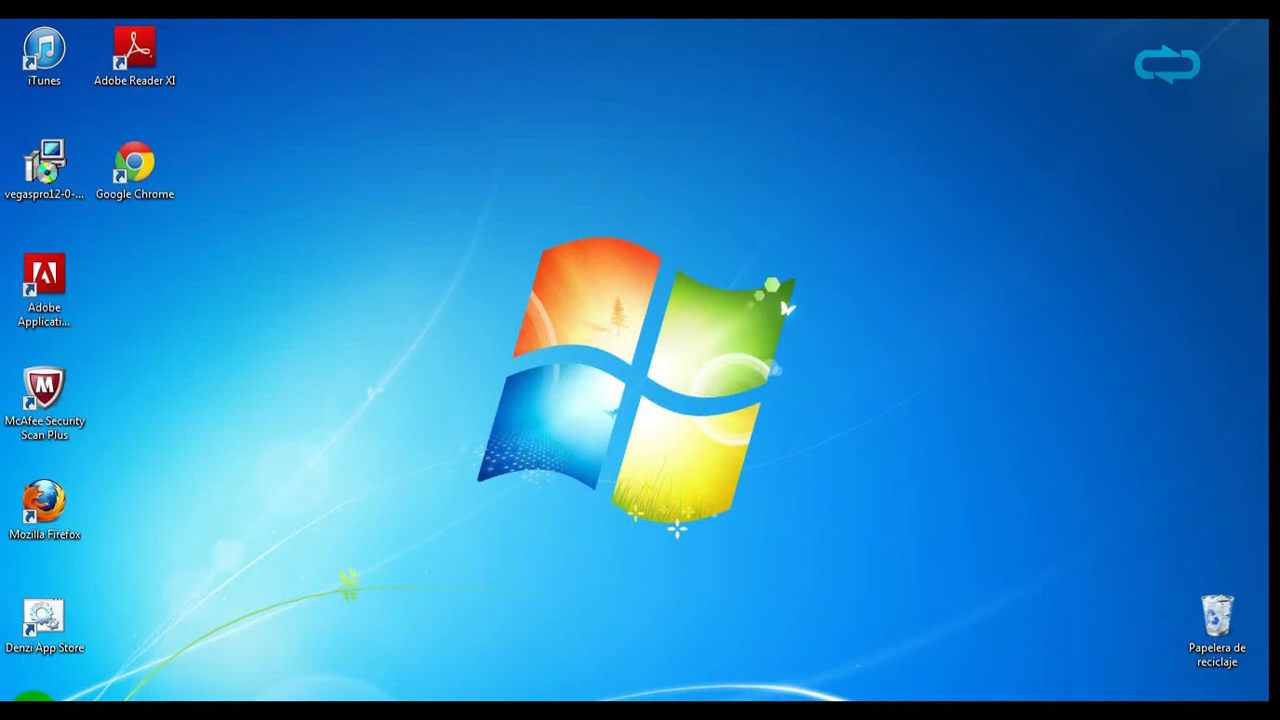 iTunes
Adobe Reader XI
vegaspro12-0-...
Google Chrome
Adobe
Applicati...
McAfee Security
Scan Plus
Mozilla Firefox
Denzi App Store
Papelera de
reciclaje